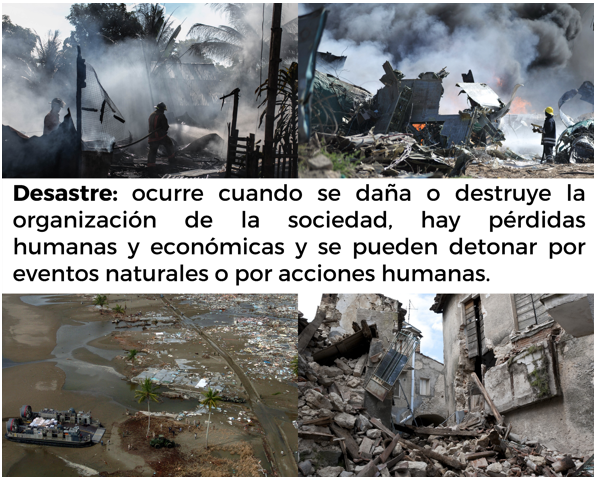 Desastre: ocurre cuando se daña o destruye la
organización de la sociedad, hay pérdidas
humanas y económicas y se pueden detonar por
eventos naturales o por acciones humanas.